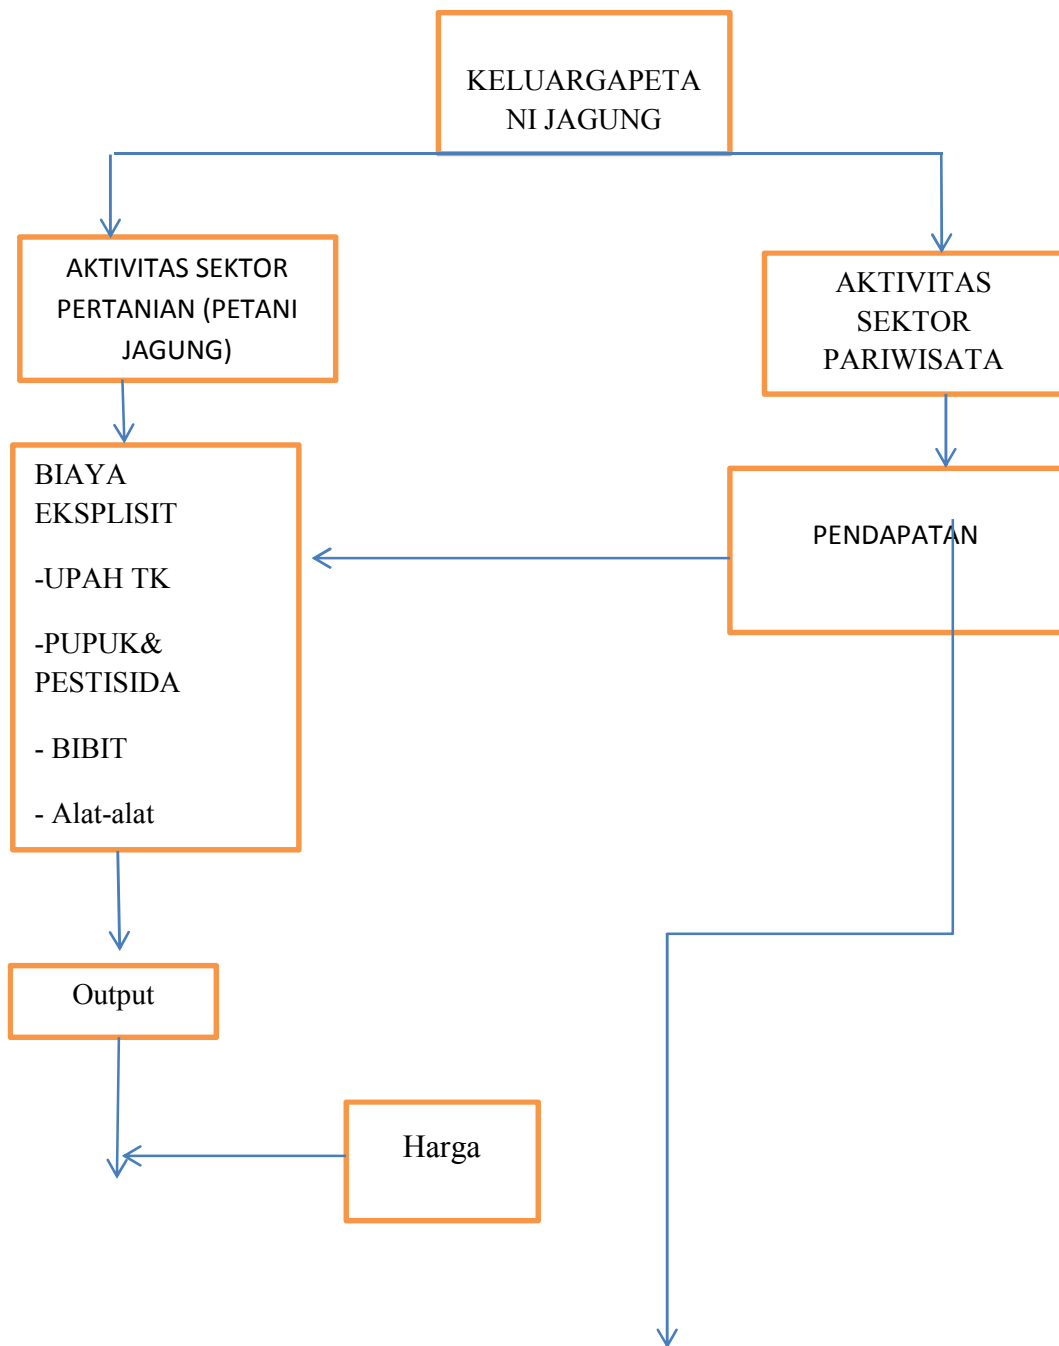 KELUARGAPETA
NI JAGUNG
AKTIVITAS SEKTOR
PERTANIAN (PETANI
JAGUNG)
AKTIVITAS
SEKTOR
PARIWISATA
BIAYA
EKSPLISIT
-UPAH TK
-PUPUK&
PESTISIDA
- BIBIT
- Alat-alat
PENDAPATAN
Output
Harga